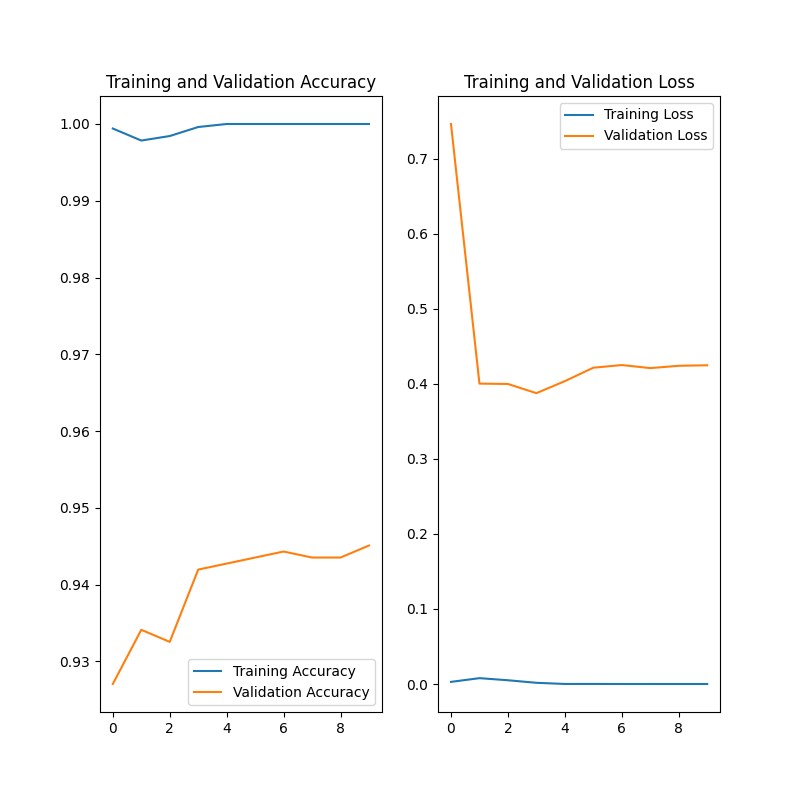 Training and Validation Accuracy
1.00
0.99
0.98
0.97
0.96
0.95
0.94
0.93
0 2 4 6 8
Training Accuracy
Validation Accuracy
Training and Validation Loss
Training Loss
Validation Loss
0.7
0.6
0.5
0.4
0.3
0.2
0.1
0.0
0 2 4 6 8